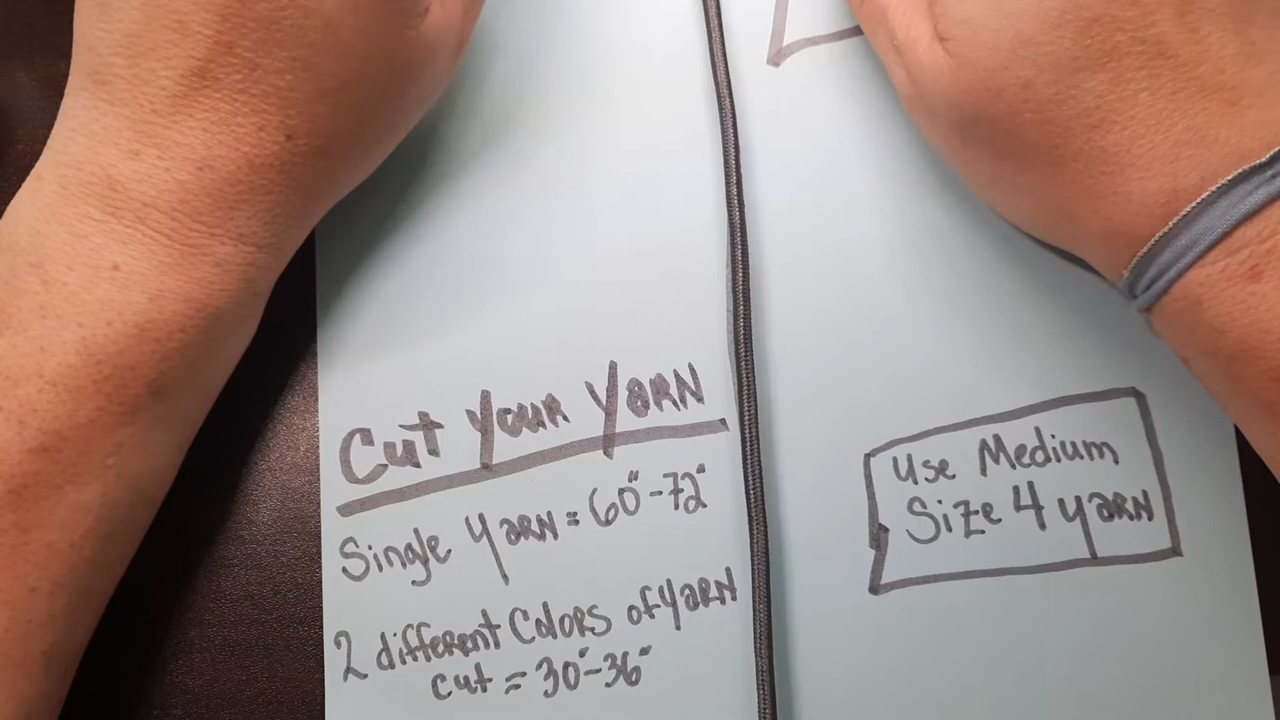 Cut Your Yarn
Single Yarn = 60"-72"
2 different Colors of Yarn
cut = 30"-36"
Use Medium
Size 4 yarn